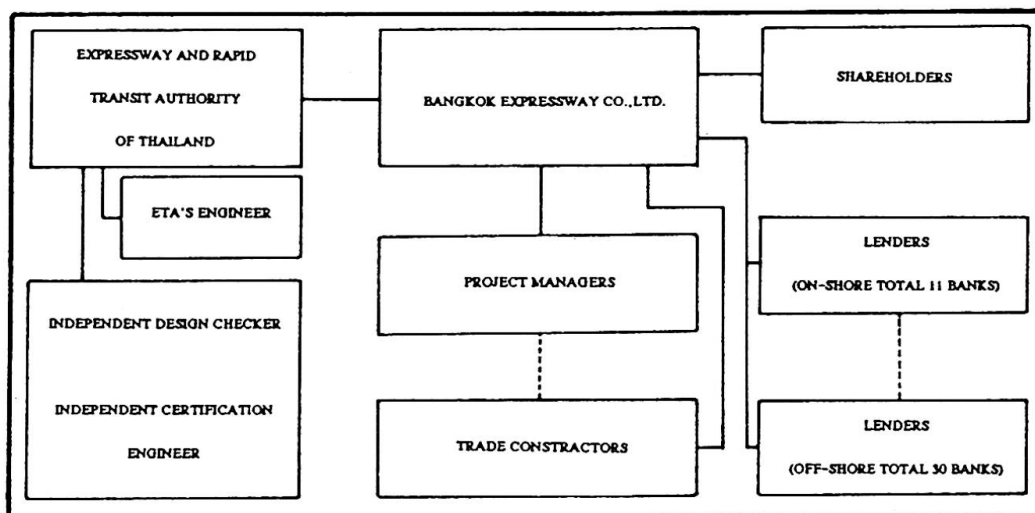 EXPRESSWAY AND RAPID
TRANSIT AUTHORITY
OF THAILAND
BANGKOK EXPRESSWAY CO.,LTD.
SHAREHOLDERS
ETA'S ENGINEER
PROJECT MANAGERS
LENDERS
(ON-SHORE TOTAL 11 BANKS)
INDEPENDENT DESIGN CHECKER
INDEPENDENT CERTIFICATION
ENGINEER
TRADE CONSTRACTORS
LENDERS
(OFF-SHORE TOTAL 30 BANKS)